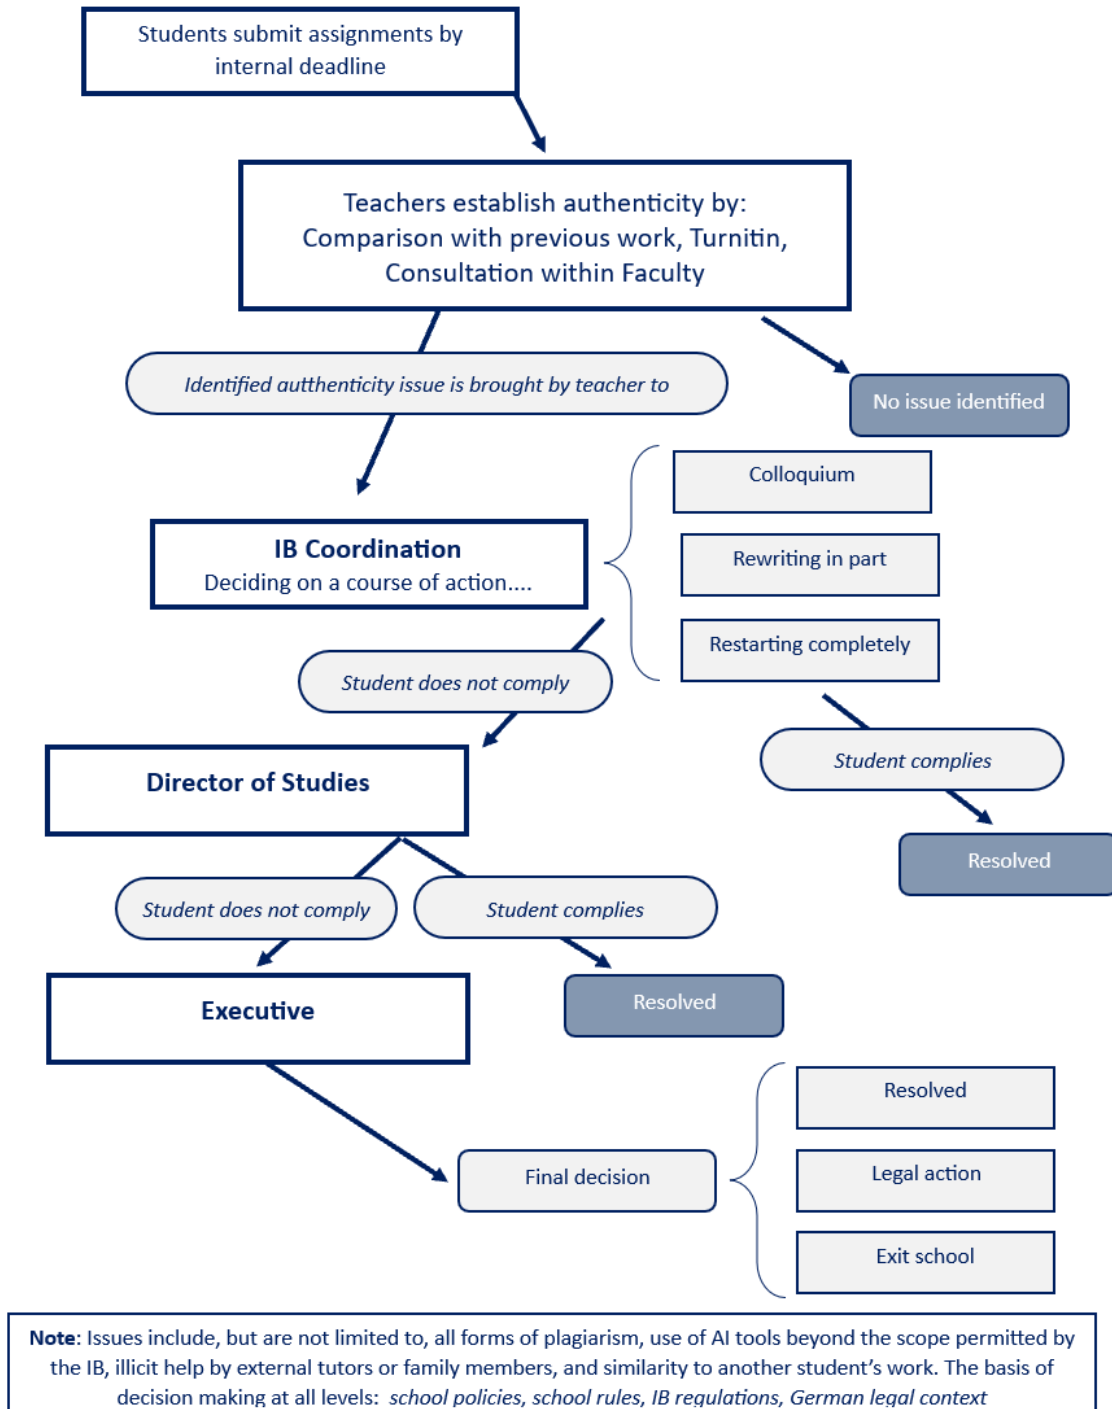 Students submit assignments by
internal deadline
Teachers establish authenticity by:
Comparison with previous work, Turnitin,
Consultation within Faculty
Identified autthenticity issue is brought by teacher to
No issue identified
Colloquium
IB Coordination
Deciding on a course of action....
Rewriting in part
Restarting completely
Student does not comply
Student complies
Director of Studies
Resolved
Student does not comply
Student complies
Executive
Resolved
Final decision
Resolved
Legal action
Exit school
Note: Issues include, but are not limited to, all forms of plagiarism, use of AI tools beyond the scope permitted by
the IB, illicit help by external tutors or family members, and similarity to another student’s work. The basis of
decision making at all levels: school policies, school rules, IB regulations, German legal context